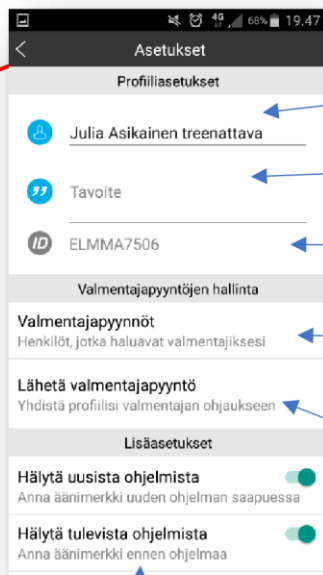 4G 68% 19.47
Asetukset
Profiiliasetukset
Julia Asikainen treenattava
Tavoite
ID ELMMA7506
Valmentajapyyntöjen hallinta
Valmentajapyynnöt
Henkilöt, jotka haluavat valmentajiksesi
Lähetä valmentajapyyntö
Yhdistä profiilisi valmentajan ohjaukseen
Lisäasetukset
Hälytä uusista ohjelmista
Anna äänimerkki uuden ohjelman saapuessa
Hälytä tulevista ohjelmista
Anna äänimerkki ennen ohjelmaa